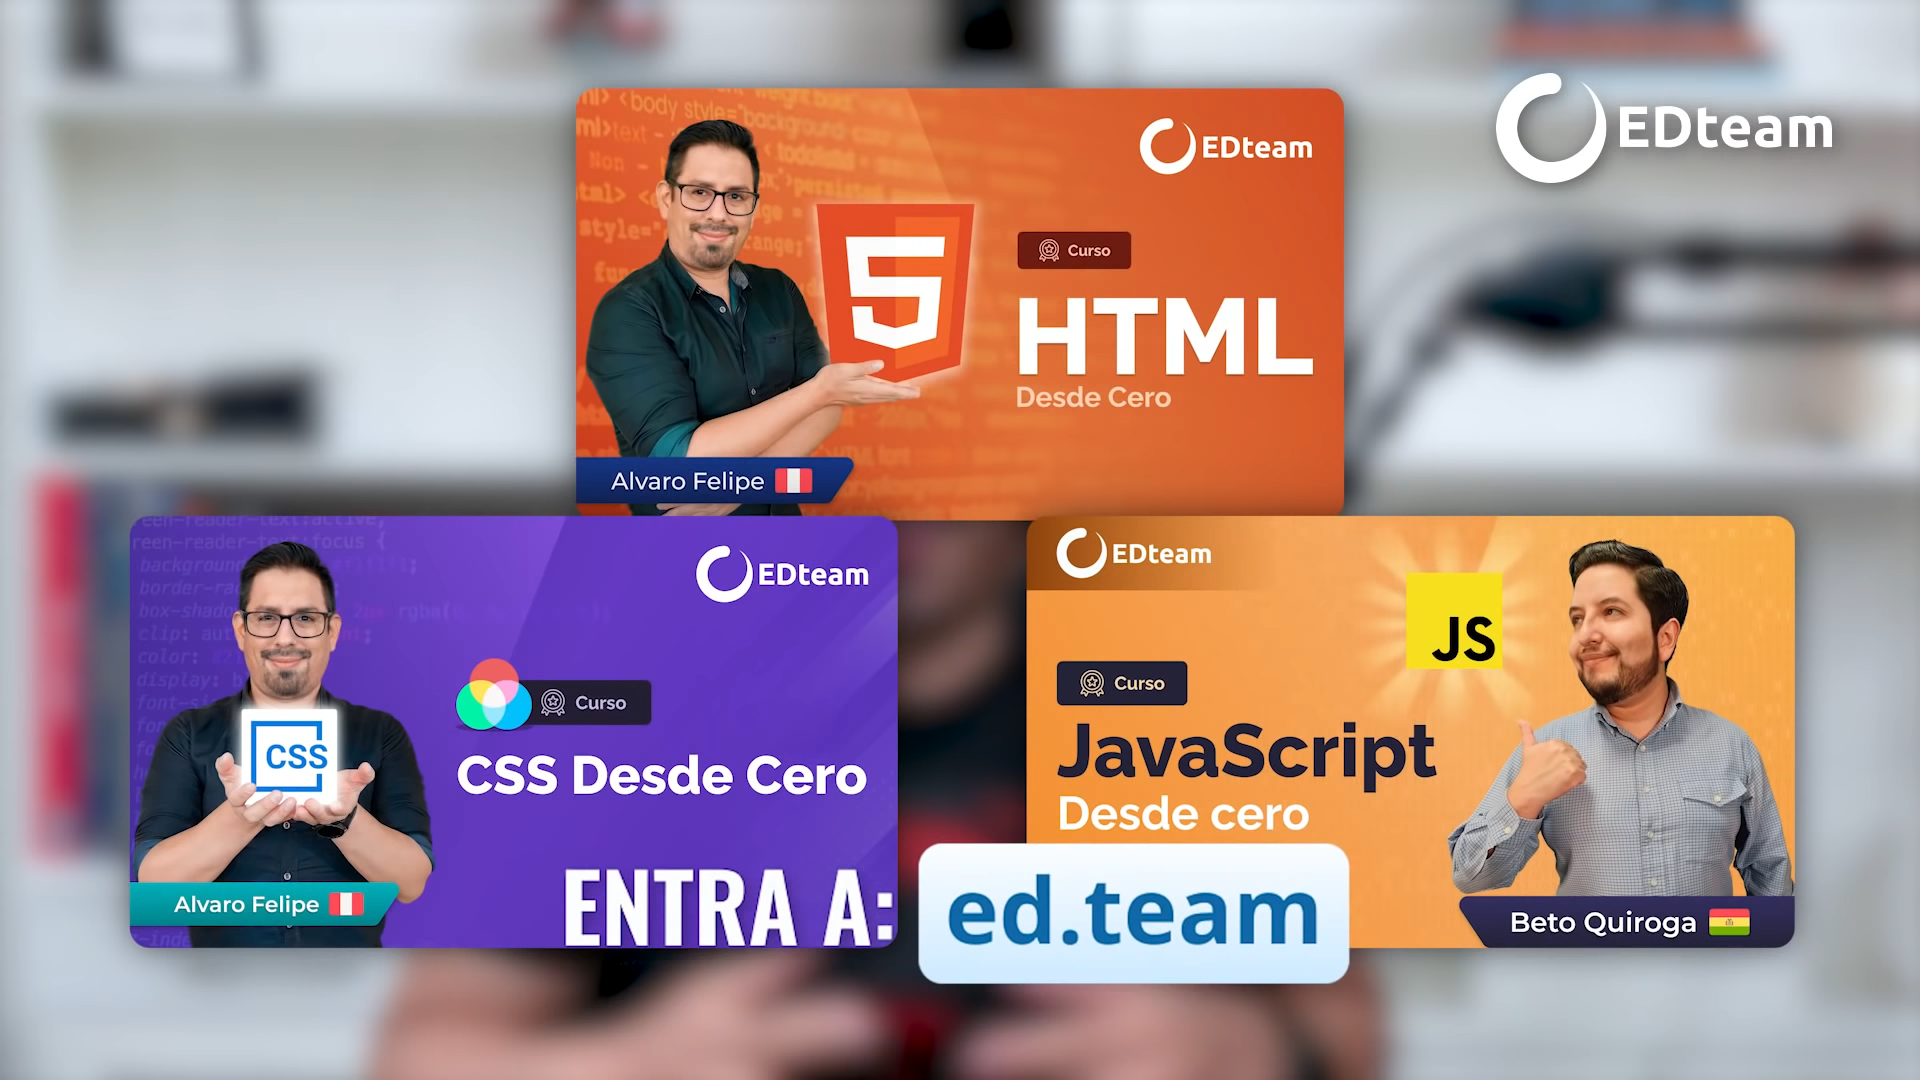 EDteam
EDteam
Curso
HTML
Desde Cero
Alvaro Felipe
EDteam
Curso
CSS
CSS Desde Cero
Alvaro Felipe
EDteam
JS
Curso
JavaScript
Desde cero
Beto Quiroga
ENTRA A:
ed.team